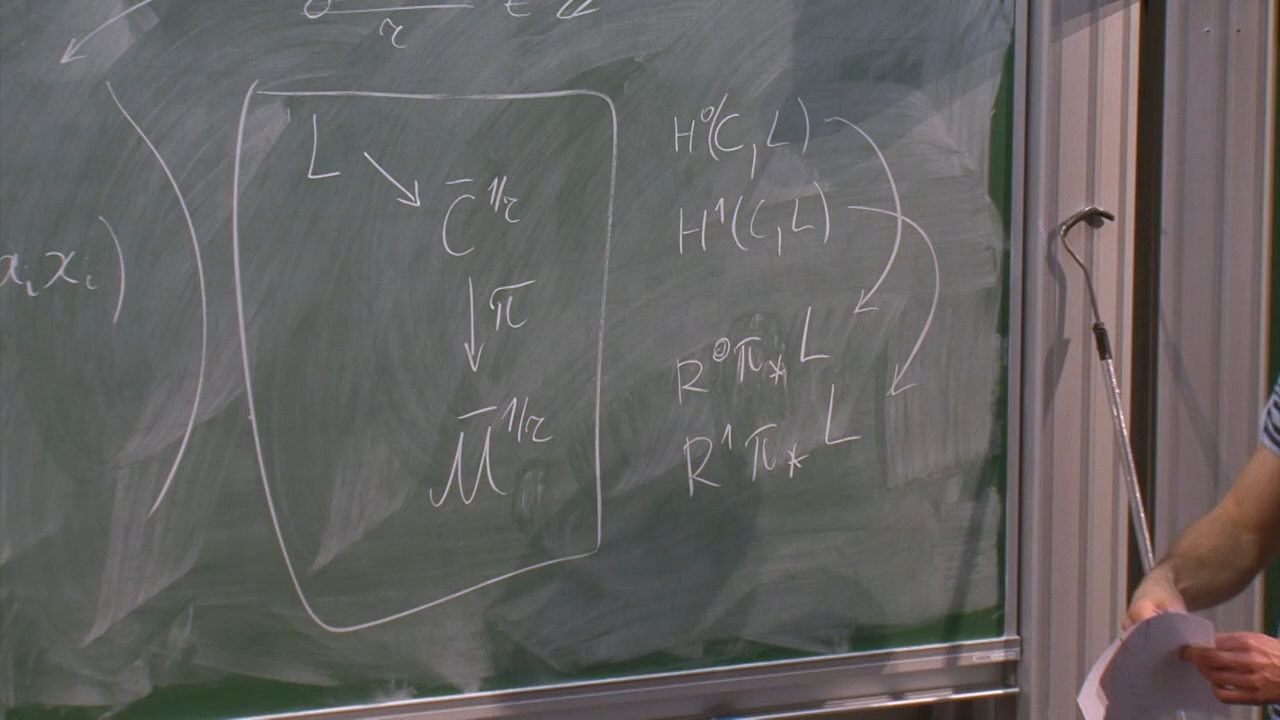 r
x_i x_i)
L ↘
C̄^{1/r}
↓ π
M̄^{1/r}
H⁰(C, L)
H¹(C, L)
R⁰π_* L
R¹π_* L